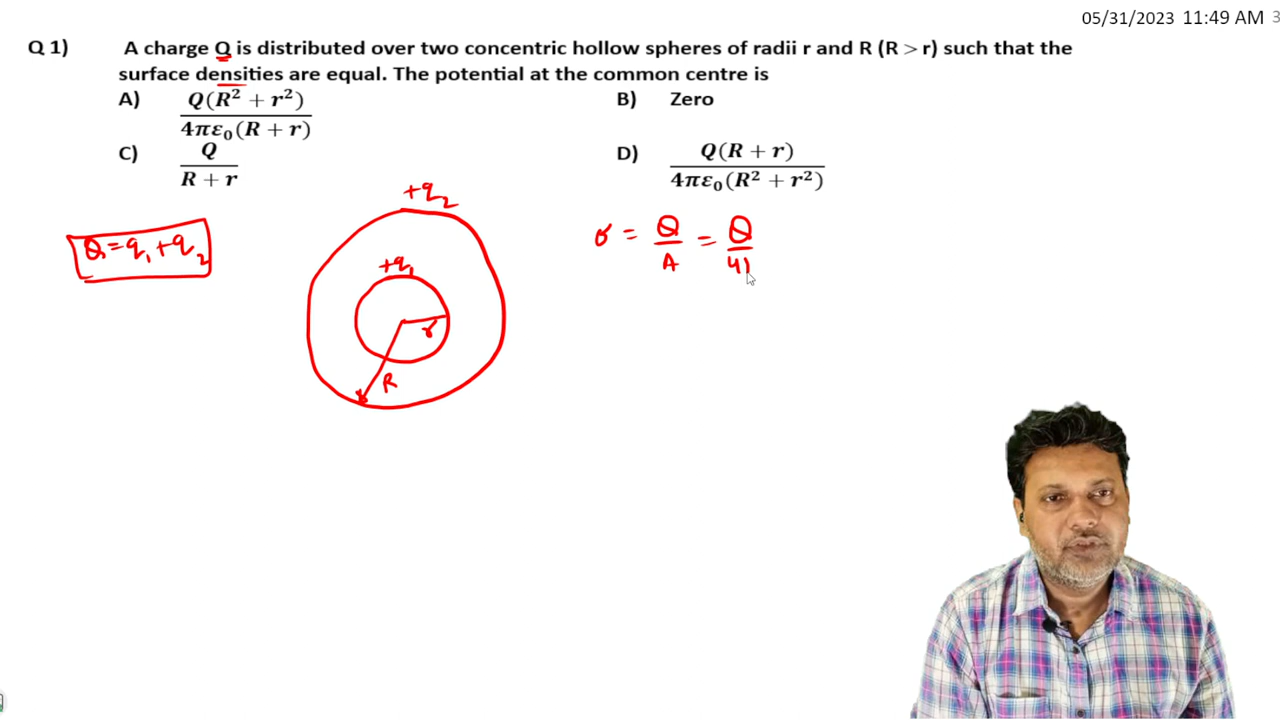 05/31/2023 11:49 AM 3
Q 1) A charge Q is distributed over two concentric hollow spheres of radii r and R (R > r) such that the
surface densities are equal. The potential at the common centre is
A) Q(R² + r²) / 4πε₀(R + r)
B) Zero
C) Q / R + r
D) Q(R + r) / 4πε₀(R² + r²)
+q₂
Q = q₁ + q₂
σ = Q / A = Q / 4
+q₁
r
R